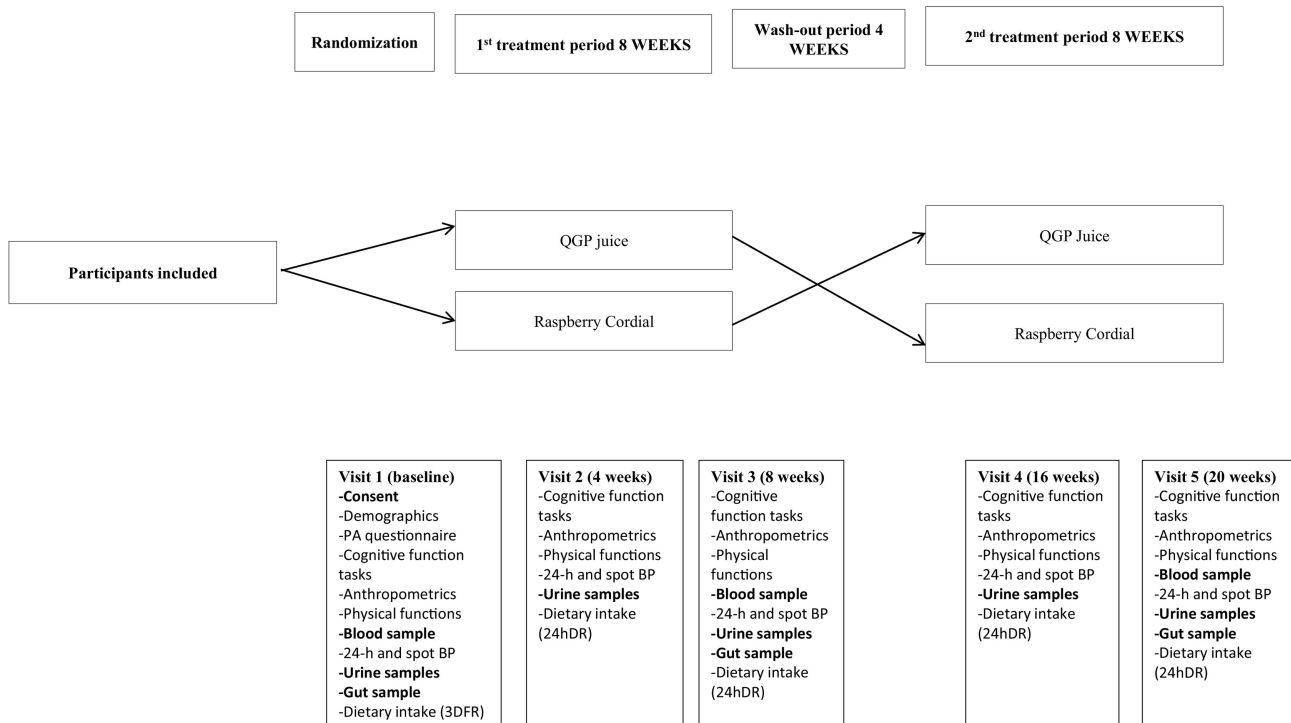 Randomization
1st treatment period 8 WEEKS
Wash-out period 4
WEEKS
2nd treatment period 8 WEEKS
Participants included
QGP juice
Raspberry Cordial
QGP Juice
Raspberry Cordial
Visit 1 (baseline)
-Consent
-Demographics
-PA questionnaire
-Cognitive function
tasks
-Anthropometrics
-Physical functions
-Blood sample
-24-h and spot BP
-Urine samples
-Gut sample
-Dietary intake (3DFR)
Visit 2 (4 weeks)
-Cognitive function
tasks
-Anthropometrics
-Physical functions
-24-h and spot BP
-Urine samples
-Dietary intake
(24hDR)
Visit 3 (8 weeks)
-Cognitive
function tasks
-Anthropometrics
-Physical
functions
-Blood sample
-24-h and spot BP
-Urine samples
-Gut sample
-Dietary intake
(24hDR)
Visit 4 (16 weeks)
-Cognitive function
tasks
-Anthropometrics
-Physical functions
-24-h and spot BP
-Urine samples
-Dietary intake
(24hDR)
Visit 5 (20 weeks)
-Cognitive function
tasks
-Anthropometrics
-Physical functions
-Blood sample
-24-h and spot BP
-Urine samples
-Gut sample
-Dietary intake
(24hDR)